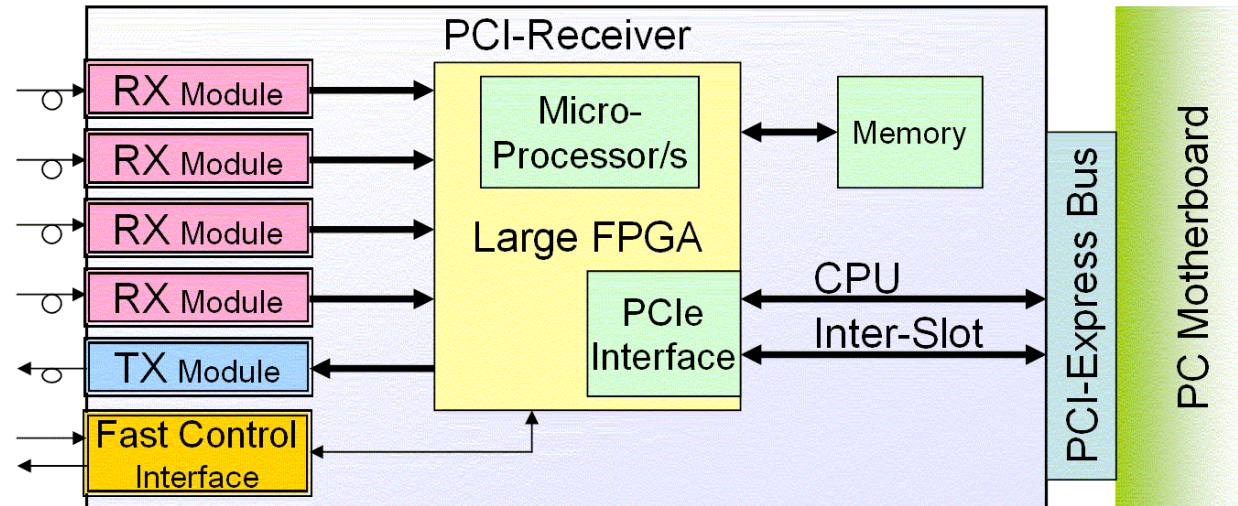 PCI-Receiver
RX Module
RX Module
RX Module
RX Module
TX Module
Fast Control
Interface
Micro-
Processor/s
Large FPGA
PCIe
Interface
Memory
CPU
Inter-Slot
PCI-Express Bus
PC Motherboard